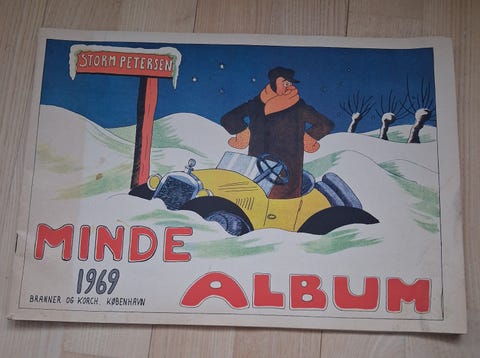 STORM PETERSEN
MINDE
1969
BRANNER OG KORCH. KØBENHAVN
ALBUM